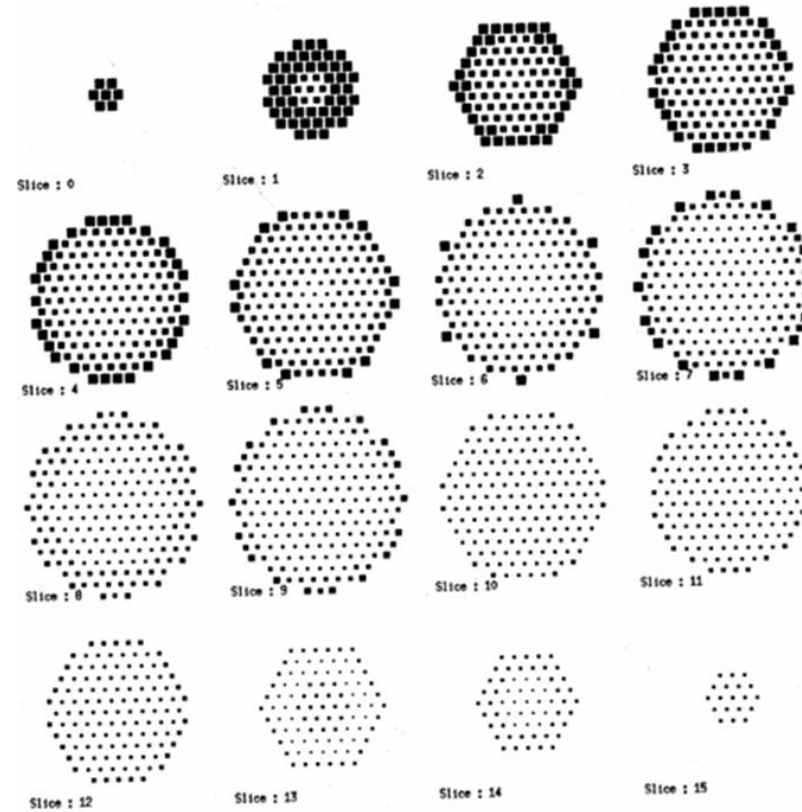 Slice : 0
Slice : 1
Slice : 2
Slice : 3
Slice : 4
Slice : 5
Slice : 6
Slice : 7
Slice : 8
Slice : 9
Slice : 10
Slice : 11
Slice : 12
Slice : 13
Slice : 14
Slice : 15